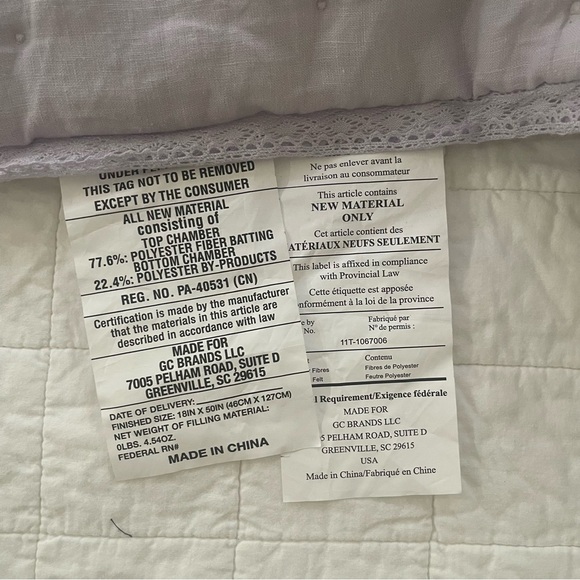 UNDER
THIS TAG NOT TO BE REMOVED
EXCEPT BY THE CONSUMER
ALL NEW MATERIAL
consisting of
TOP CHAMBER
77.6%: POLYESTER FIBER BATTING
BOTTOM CHAMBER
22.4%: POLYESTER BY-PRODUCTS
REG. NO. PA-40531 (CN)
Certification is made by the manufacturer
that the materials in this article are
described in accordance with law
MADE FOR
GC BRANDS LLC
7005 PELHAM ROAD, SUITE D
GREENVILLE, SC 29615
DATE OF DELIVERY:
FINISHED SIZE: 18IN X 50IN (46CM X 127CM)
NET WEIGHT OF FILLING MATERIAL:
0LBS. 4.54OZ.
FEDERAL RN#
MADE IN CHINA
Ne pas enlever avant la
livraison au consommateur
This article contains
NEW MATERIAL
ONLY
Cet article contient des
ATÉRIAUX NEUFS SEULEMENT
This label is affixed in compliance
with Provincial Law
Cette étiquette est apposée
nformément à la loi de la province
e by Fabriqué par
No. Nº de permis :
11T-1067006
Contenu
Fibres Fibres de Polyester
Felt Feutre Polyester
l Requirement/Exigence fédérale
MADE FOR
GC BRANDS LLC
5 PELHAM ROAD, SUITE D
GREENVILLE, SC 29615
USA
Made in China/Fabriqué en Chine